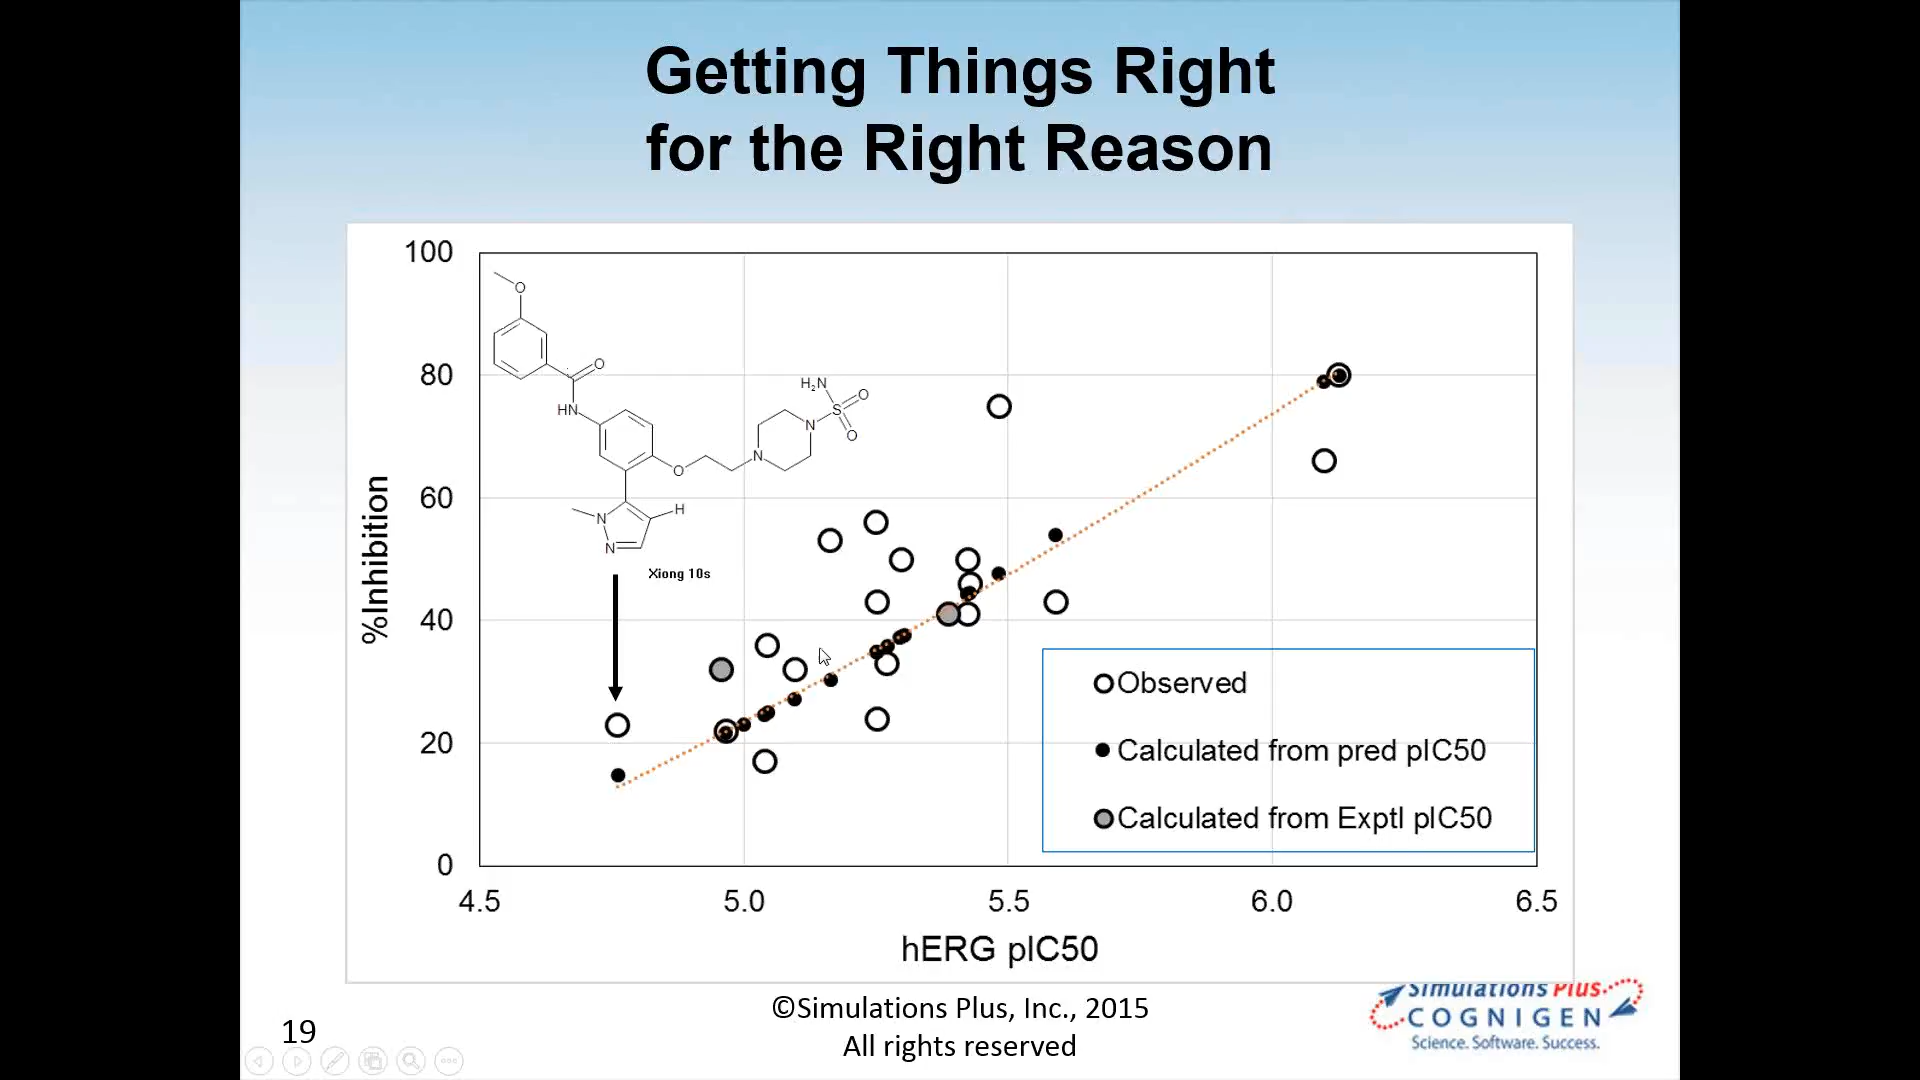 Getting Things Right
for the Right Reason
%Inhibition
100
80
60
40
20
0
4.5
5.0
5.5
6.0
6.5
hERG pIC50
O
O
HN
O
N
N
S
H₂N
O
O
N
N
H
Xiong 10s
Observed
Calculated from pred pIC50
Calculated from Exptl pIC50
19
©Simulations Plus, Inc., 2015
All rights reserved
Simulations Plus
COGNIGEN
Science. Software. Success.